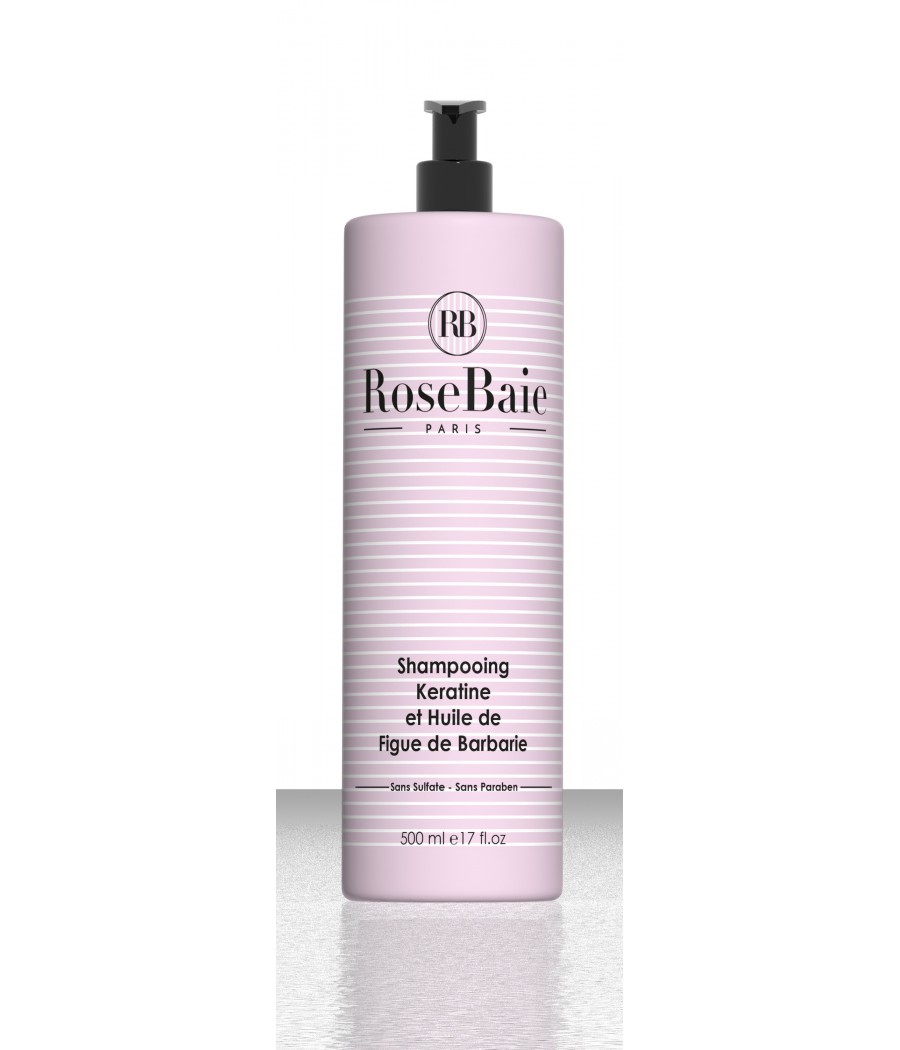 RB
RoseBaie
PARIS
Shampooing
Keratine
et Huile de
Figue de Barbarie
Sans Sulfate - Sans Paraben
500 ml ℮17 fl.oz